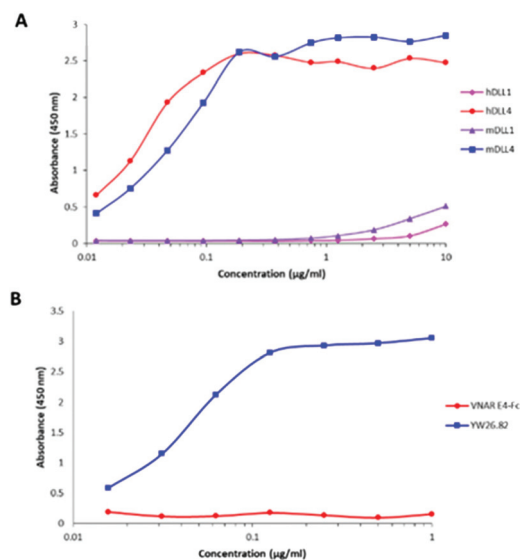 A
Absorbance (450 nm)
3
2.5
2
1.5
1
0.5
0
0.01
0.1
1
10
Concentration (µg/ml)
hDLL1
hDLL4
mDLL1
mDLL4
B
Absorbance (450 nm)
3.5
3
2.5
2
1.5
1
0.5
0
0.01
0.1
1
Concentration (µg/ml)
VNAR E4-Fc
YW26.82